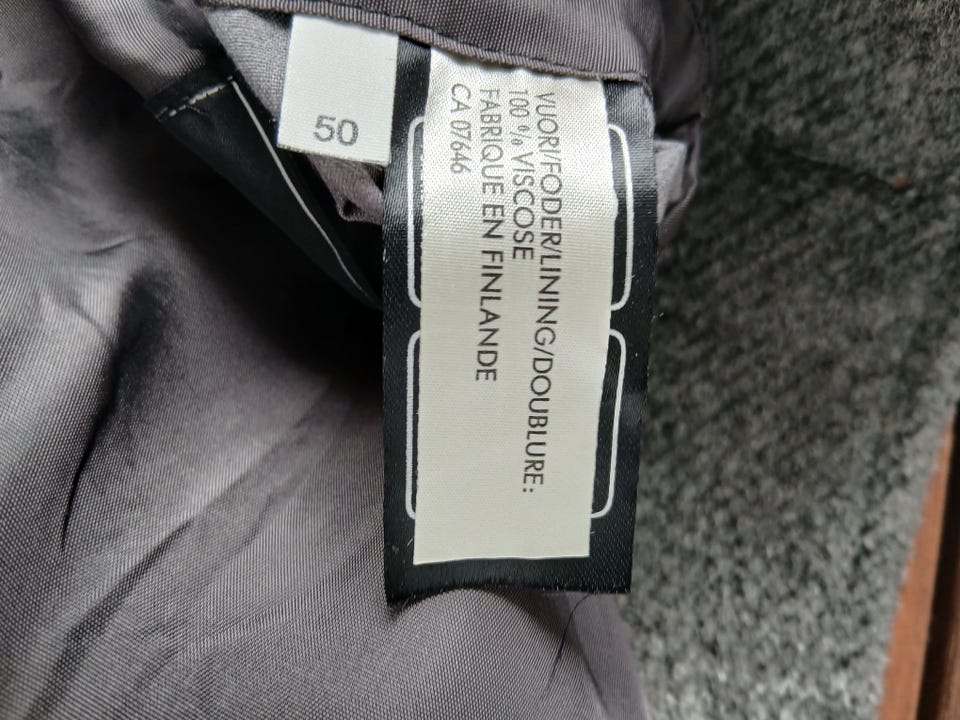 50
VUORI/FODER/LINING/DOUBLURE:
100 % VISCOSE
FABRIQUE EN FINLANDE
CA 07646